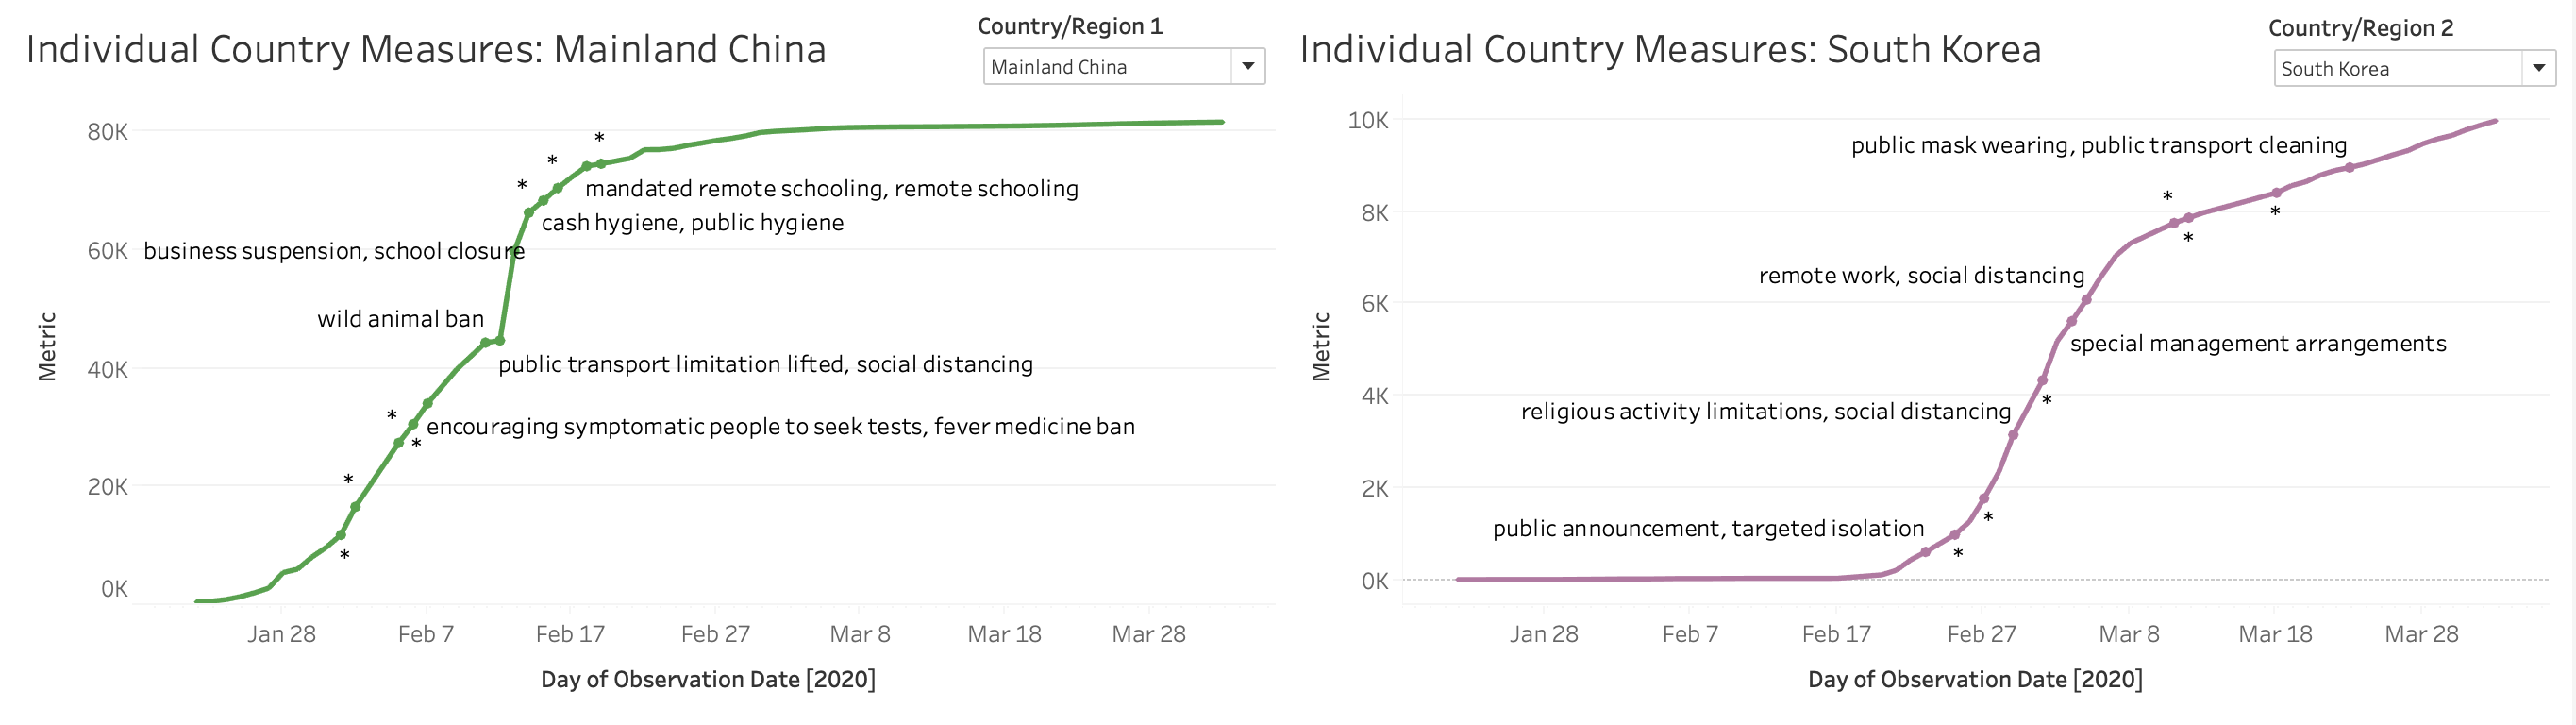 Individual Country Measures: Mainland China
Country/Region 1
Mainland China
80K
60K
40K
20K
0K
Metric
*
*
*
mandated remote schooling, remote schooling
cash hygiene, public hygiene
business suspension, school closure
wild animal ban
public transport limitation lifted, social distancing
*
encouraging symptomatic people to seek tests, fever medicine ban
*
*
*
Jan 28 Feb 7 Feb 17 Feb 27 Mar 8 Mar 18 Mar 28
Day of Observation Date [2020]
Individual Country Measures: South Korea
Country/Region 2
South Korea
10K
8K
6K
4K
2K
0K
Metric
public mask wearing, public transport cleaning
*
*
*
remote work, social distancing
special management arrangements
*
religious activity limitations, social distancing
*
public announcement, targeted isolation
*
Jan 28 Feb 7 Feb 17 Feb 27 Mar 8 Mar 18 Mar 28
Day of Observation Date [2020]